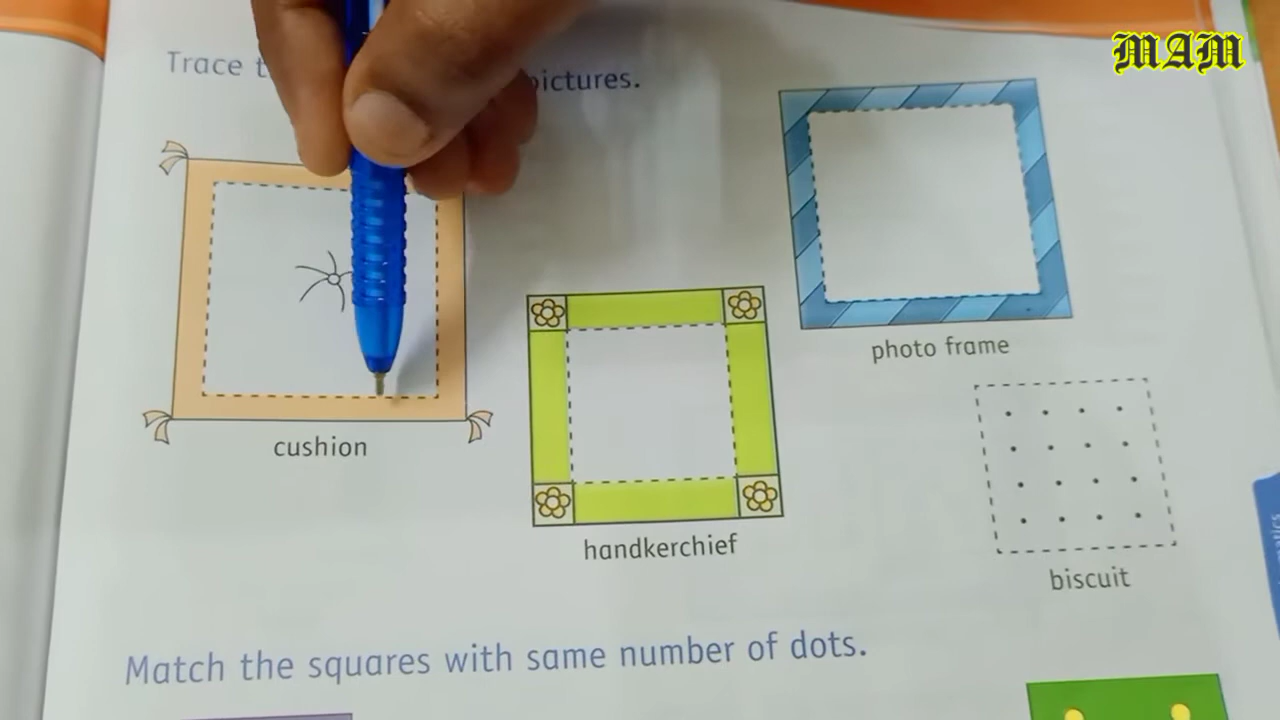 MAM
Trace pictures.
photo frame
cushion
handkerchief
biscuit
Match the squares with same number of dots.